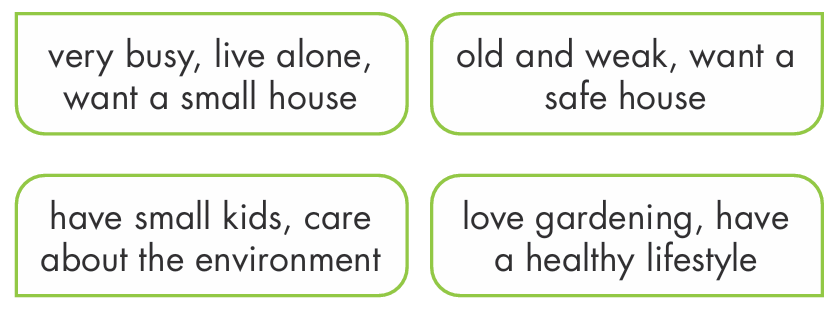 very busy, live alone,
want a small house
old and weak, want a
safe house
have small kids, care
about the environment
love gardening, have
a healthy lifestyle